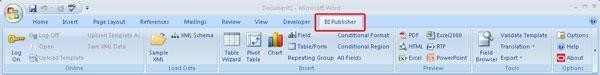 Document1 - Microsoft Word
Home Insert Page Layout References Mailings Review View Developer BI Publisher
Log On
Log Off Upload Template As
Open Save XML Data
Upload Template
Online
Sample XML
XML Schema
Load Data
Table Wizard
Pivot Table
Chart
Field Conditional Format
Table/Form Conditional Region
Repeating Group All Fields
Insert
PDF Excel2000
HTML Excel
RTF PowerPoint
Preview
Field Browser
Validate Template
Translation
Export
Tools
Options
Help
About
Options